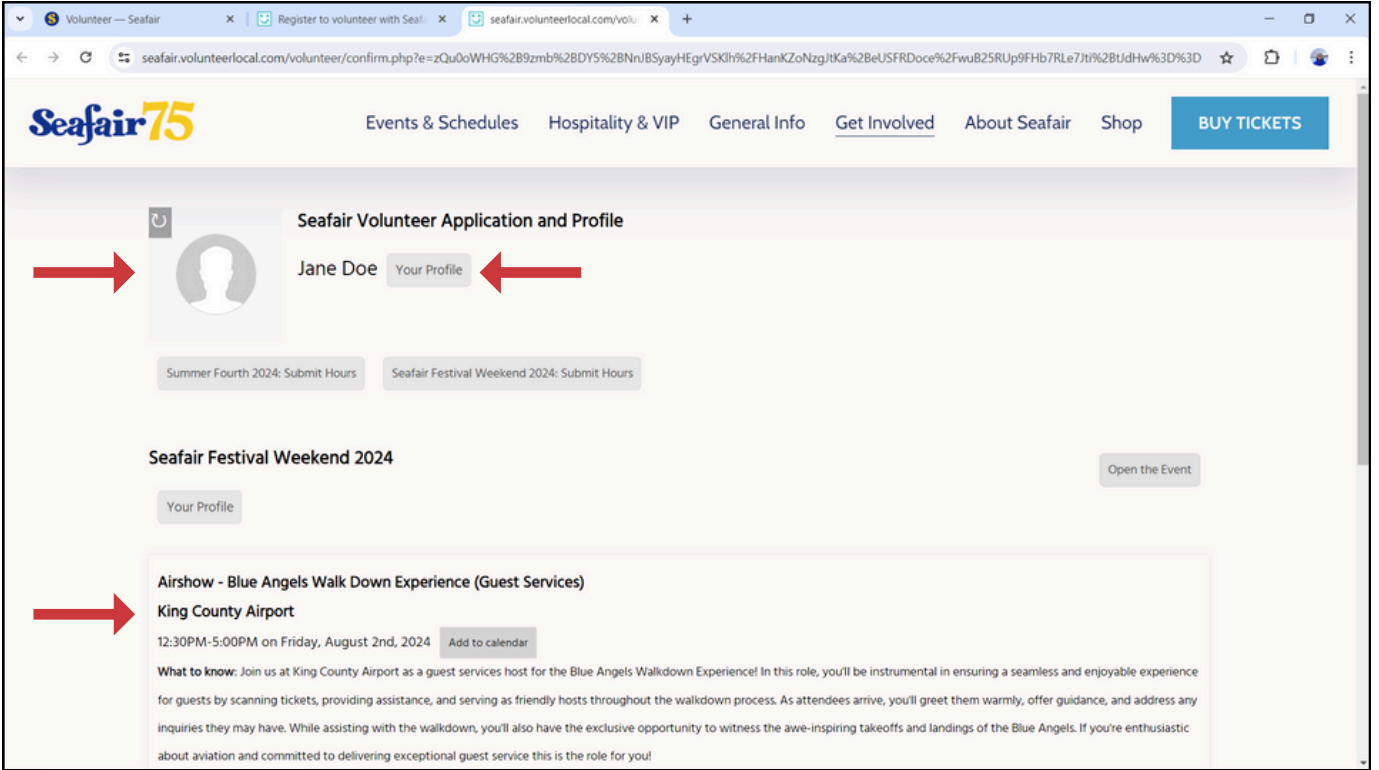 Volunteer — Seafair
Register to volunteer with Seafa
seafair.volunteerlocal.com/volu
seafair.volunteerlocal.com/volunteer/confirm.php?e=zQu0oWHG%2B9zmb%2BDY5%2BNnJBSyayHEgrVSKlh%2FHanKZoNzgJtKa%2BeUSFRDoce%2FwuB25RUp9FHb7RLe7Jti%2BtJdHw%3D%3D
Seafair75
Events & Schedules Hospitality & VIP General Info Get Involved About Seafair Shop BUY TICKETS
Seafair Volunteer Application and Profile
Jane Doe Your Profile
Summer Fourth 2024: Submit Hours Seafair Festival Weekend 2024: Submit Hours
Seafair Festival Weekend 2024
Open the Event
Your Profile
Airshow - Blue Angels Walk Down Experience (Guest Services)
King County Airport
12:30PM-5:00PM on Friday, August 2nd, 2024 Add to calendar
What to know: Join us at King County Airport as a guest services host for the Blue Angels Walkdown Experience! In this role, you'll be instrumental in ensuring a seamless and enjoyable experience
for guests by scanning tickets, providing assistance, and serving as friendly hosts throughout the walkdown process. As attendees arrive, you'll greet them warmly, offer guidance, and address any
inquiries they may have. While assisting with the walkdown, you'll also have the exclusive opportunity to witness the awe-inspiring takeoffs and landings of the Blue Angels. If you're enthusiastic
about aviation and committed to delivering exceptional guest service this is the role for you!